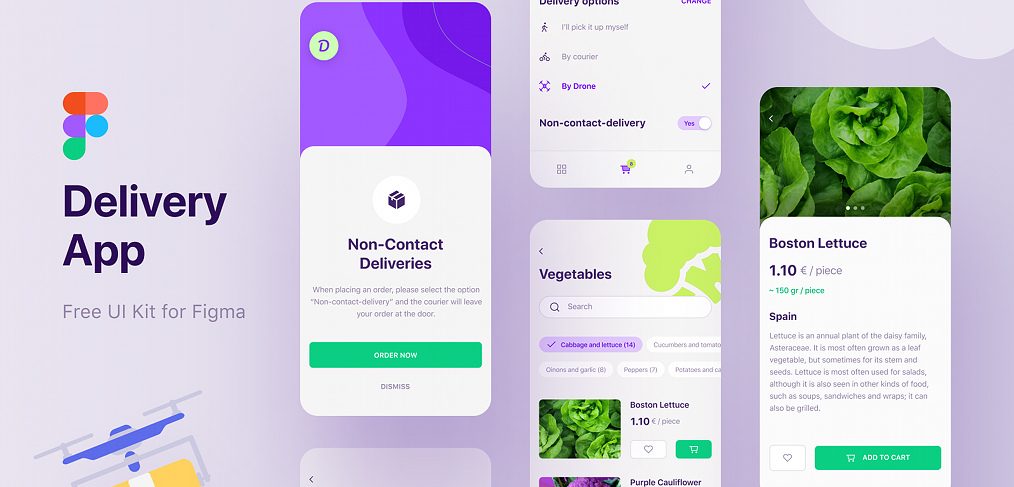 Delivery
App
Free UI Kit for Figma
D
Non-Contact
Deliveries
When placing an order, please select the option
“Non-contact-delivery” and the courier will leave
your order at the door.
ORDER NOW
DISMISS
Delivery options
CHANGE
I’ll pick it up myself
By courier
By Drone
Non-contact-delivery
Yes
Vegetables
Search
Cabbage and lettuce (14)
Cucumbers and tomato
Oinons and garlic (8)
Peppers (7)
Potatoes and ca
Boston Lettuce
1.10 € / piece
Purple Cauliflower
Boston Lettuce
1.10 € / piece
~ 150 gr / piece
Spain
Lettuce is an annual plant of the daisy family,
Asteraceae. It is most often grown as a leaf
vegetable, but sometimes for its stem and
seeds. Lettuce is most often used for salads,
although it is also seen in other kinds of food,
such as soups, sandwiches and wraps; it can
also be grilled.
ADD TO CART